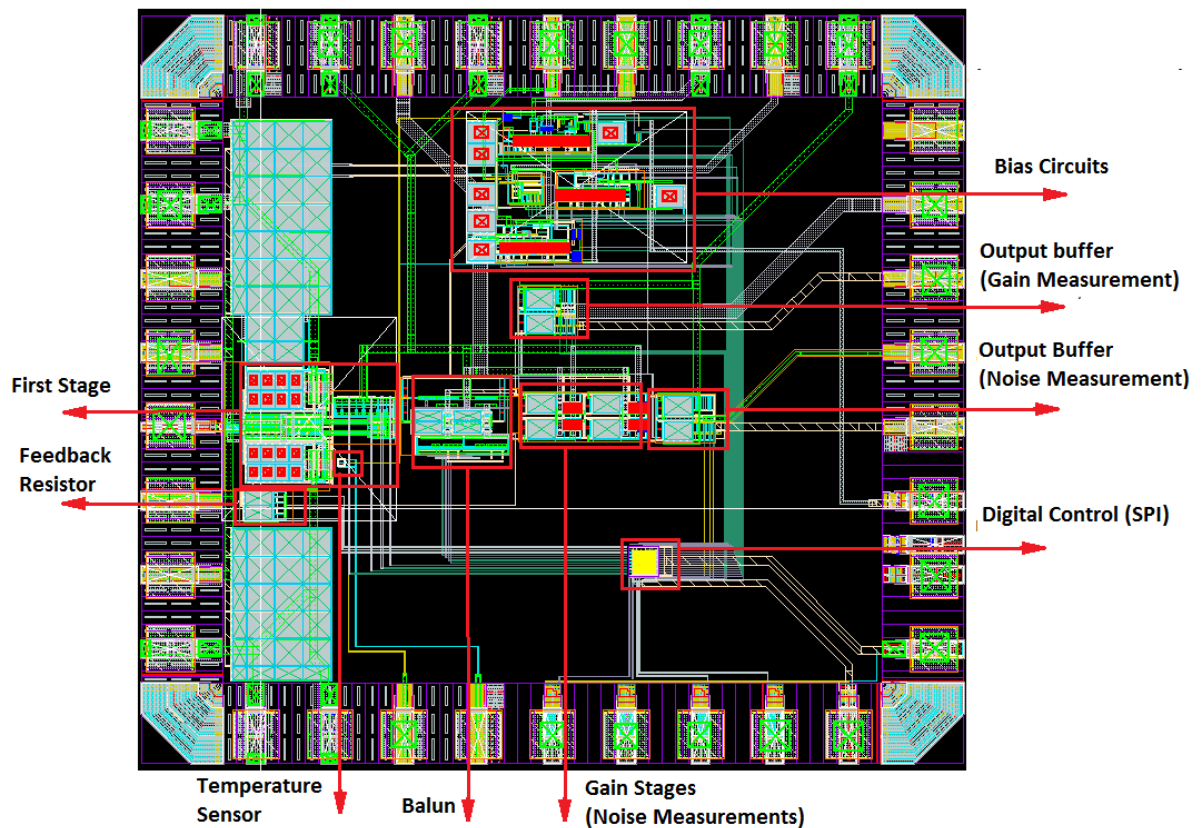 Bias Circuits
Output buffer
(Gain Measurement)
Output Buffer
(Noise Measurement)
First Stage
Feedback
Resistor
Digital Control (SPI)
Temperature
Sensor
Balun
Gain Stages
(Noise Measurements)